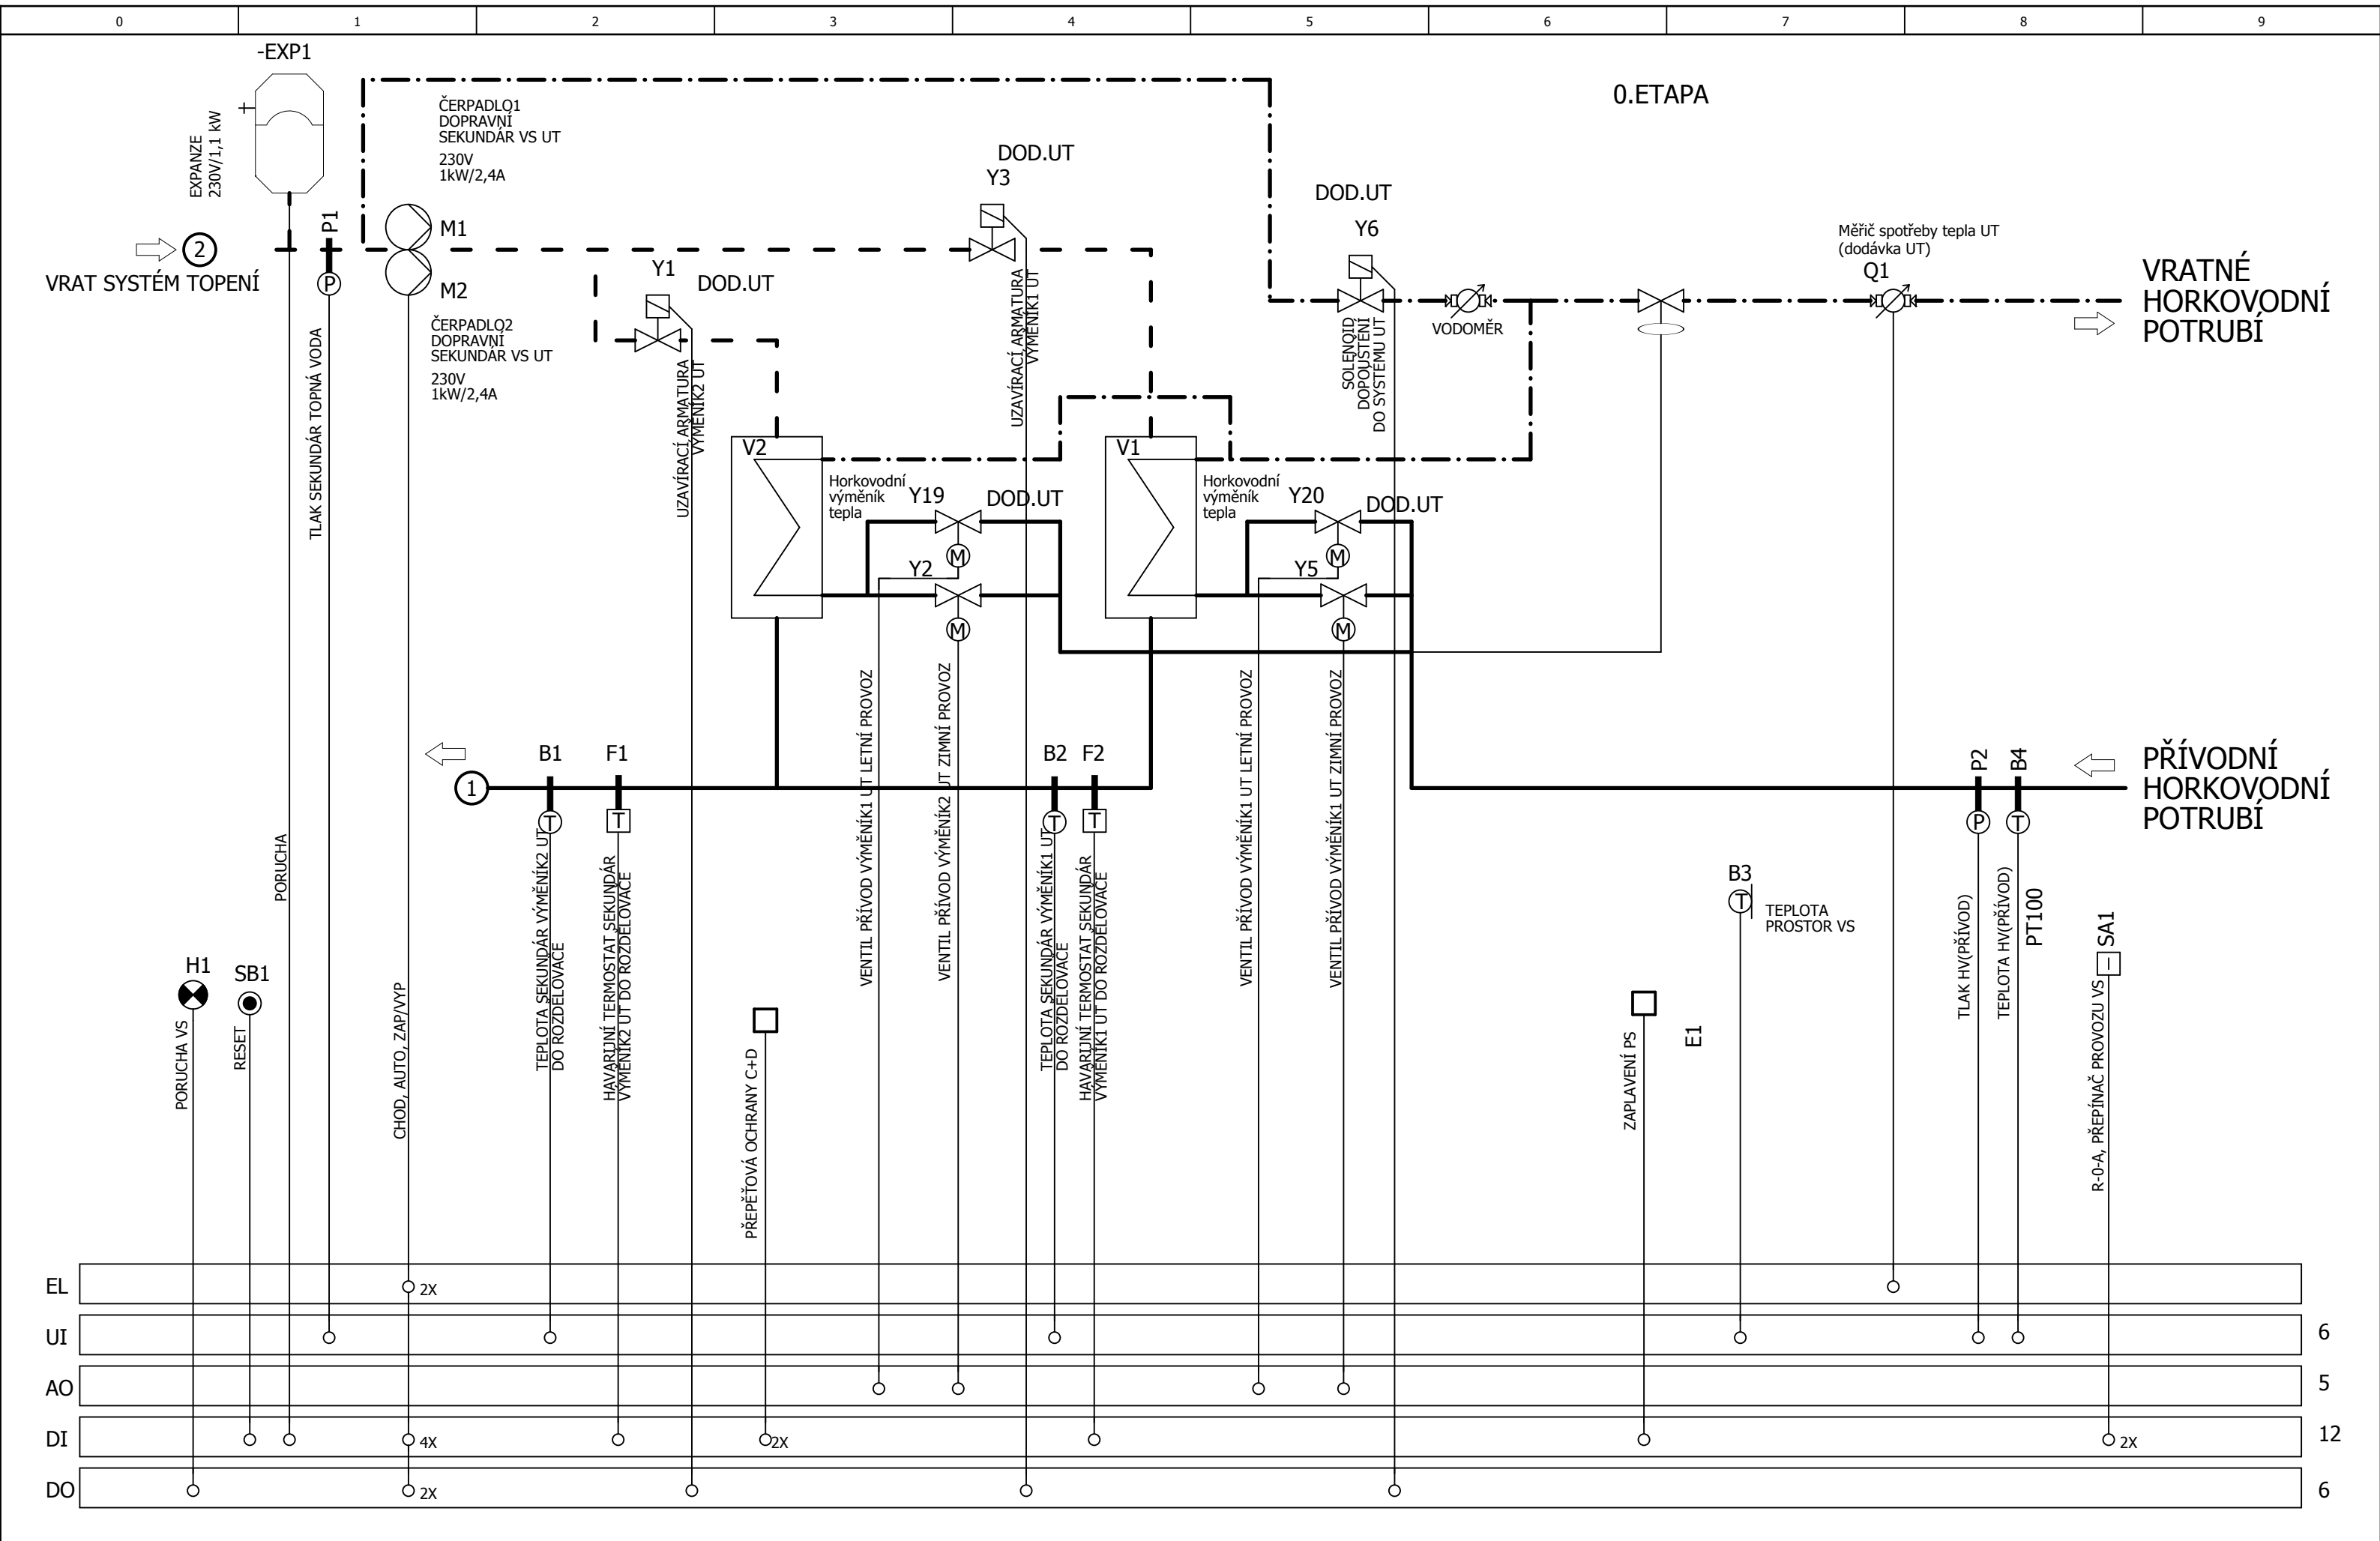 0 1 2 3 4 5 6 7 8 9
-EXP1
EXPANZE
230V/1,1 kW
ČERPADLO1
DOPRAVNÍ
SEKUNDÁR VS UT
230V
1kW/2,4A
0.ETAPA
DOD.UT
Y3
DOD.UT
Y6
P1
M1
2
VRAT SYSTÉM TOPENÍ
P
M2
Y1
DOD.UT
Měřič spotřeby tepla UT
(dodávka UT)
Q1
VRATNÉ
HORKOVODNÍ
POTRUBÍ
ČERPADLO2
DOPRAVNÍ
SEKUNDÁR VS UT
230V
1kW/2,4A
TLAK SEKUNDÁR TOPNÁ VODA
UZAVÍRACÍ ARMATURA
VÝMĚNÍK2 UT
UZAVÍRACÍ ARMATURA
VÝMĚNÍK1 UT
SOLENOID
DOPOUŠTĚNÍ
DO SYSTÉMU UT
VODOMĚR
V2
Horkovodní
výměník
tepla
Y19
DOD.UT
M
Y2
M
V1
Horkovodní
výměník
tepla
Y20
DOD.UT
M
Y5
M
VENTIL PŘÍVOD VÝMĚNÍK1 UT LETNÍ PROVOZ
VENTIL PŘÍVOD VÝMĚNÍK2 UT ZIMNÍ PROVOZ
VENTIL PŘÍVOD VÝMĚNÍK1 UT LETNÍ PROVOZ
VENTIL PŘÍVOD VÝMĚNÍK1 UT ZIMNÍ PROVOZ
1
B1
T
F1
T
B2
T
F2
T
P2
P
B4
T
PŘÍVODNÍ
HORKOVODNÍ
POTRUBÍ
PORUCHA
TEPLOTA SEKUNDÁR VÝMĚNÍK2 UT
DO ROZDĚLOVAČE
HAVARIJNÍ TERMOSTAT SEKUNDÁR
VÝMĚNÍK2 UT DO ROZDĚLOVAČE
TEPLOTA SEKUNDÁR VÝMĚNÍK1 UT
DO ROZDĚLOVAČE
HAVARIJNÍ TERMOSTAT SEKUNDÁR
VÝMĚNÍK1 UT DO ROZDĚLOVAČE
B3
T
TEPLOTA
PROSTOR VS
TLAK HV(PŘÍVOD)
TEPLOTA HV(PŘÍVOD)
PT100
SA1
R-0-A, PŘEPÍNAČ PROVOZU VS
H1
PORUCHA VS
SB1
RESET
CHOD, AUTO, ZAP/VYP
PŘEPĚŤOVÁ OCHRANY C+D
ZAPLAVENÍ PS
E1
EL 2X
UI 6
AO 5
DI 4X 2X 2X 12
DO 2X 6